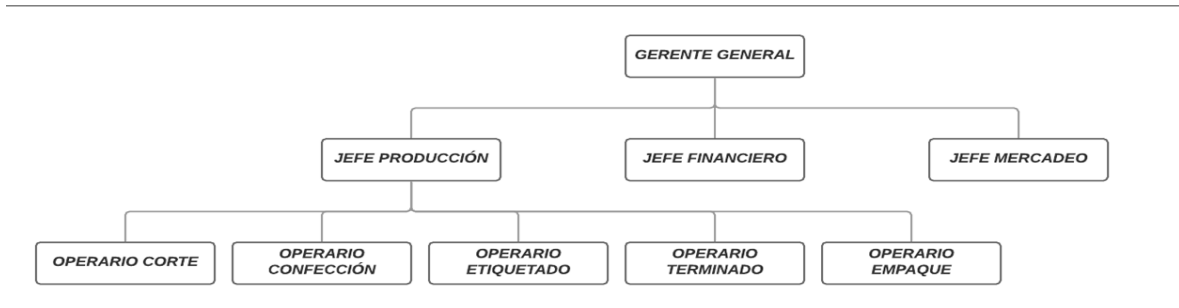 GERENTE GENERAL
JEFE PRODUCCIÓN
JEFE FINANCIERO
JEFE MERCADEO
OPERARIO CORTE
OPERARIO
CONFECCIÓN
OPERARIO
ETIQUETADO
OPERARIO
TERMINADO
OPERARIO
EMPAQUE